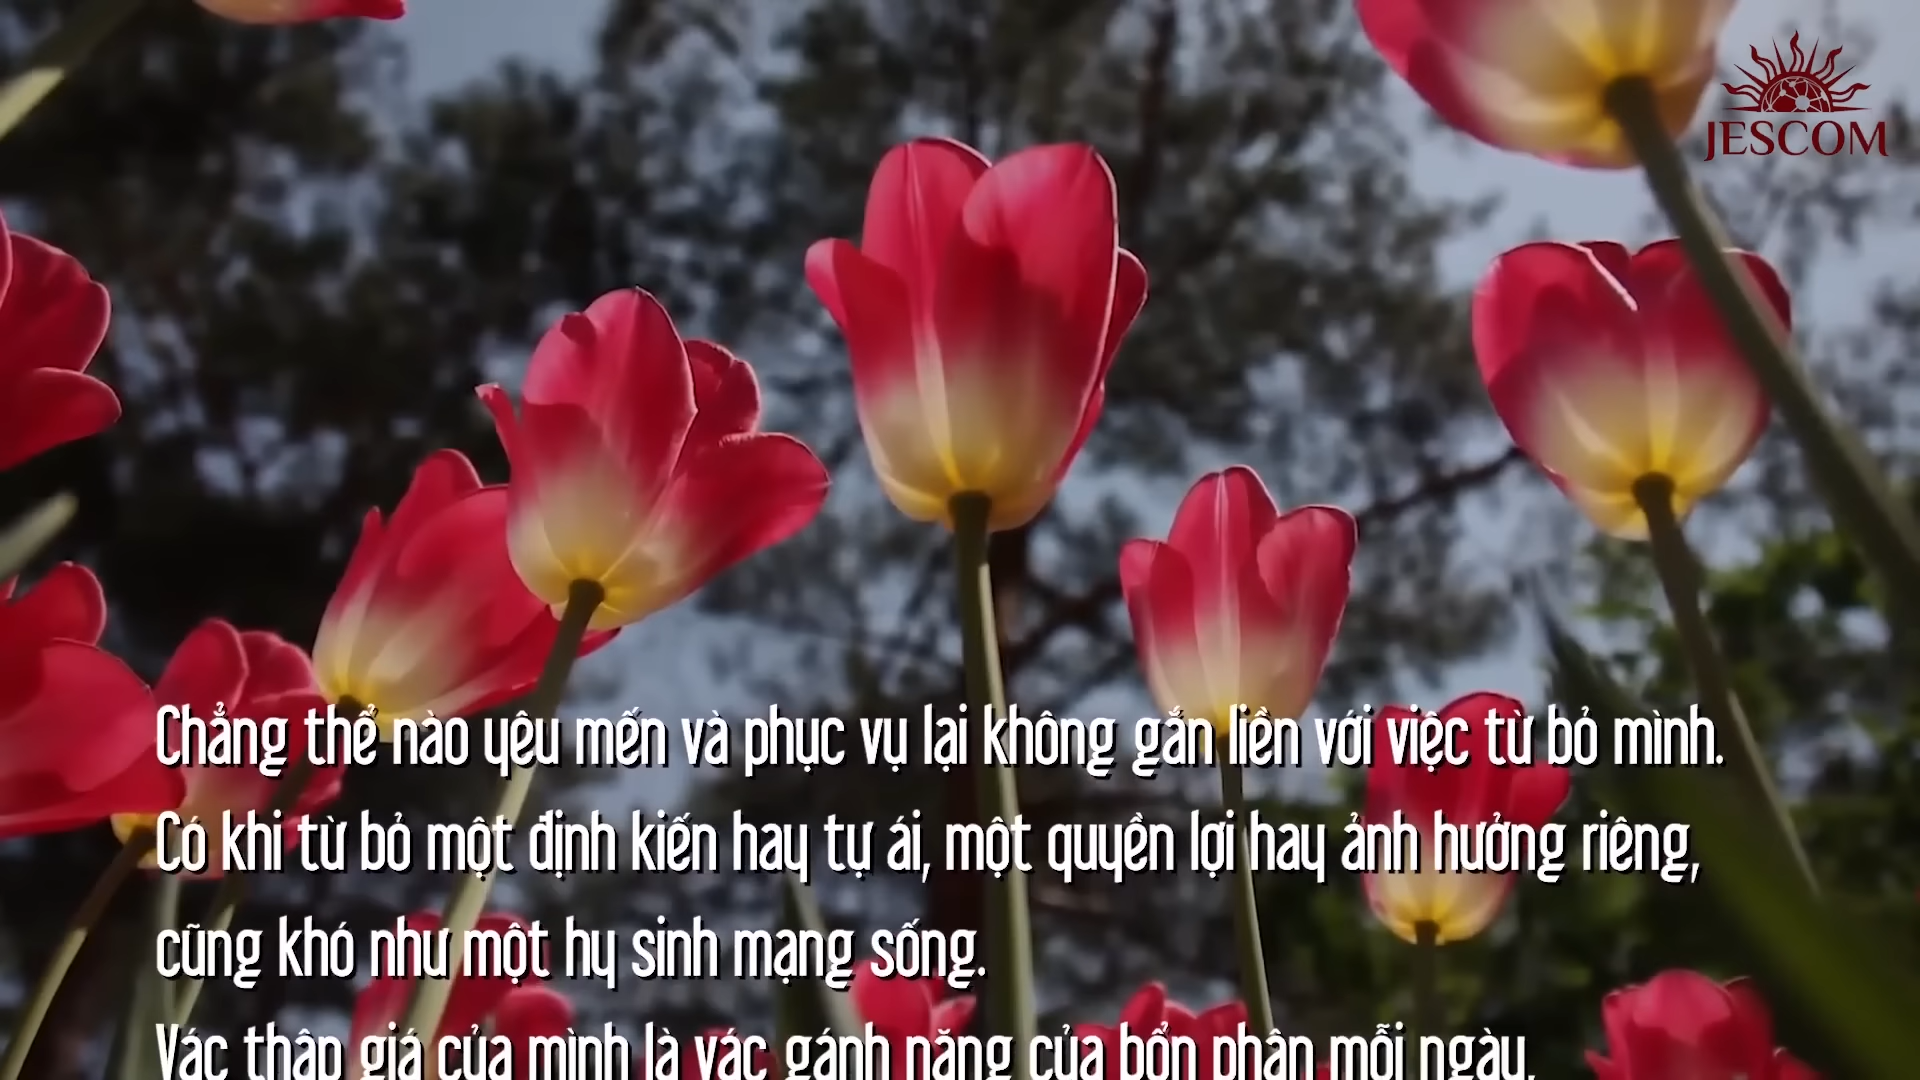 JESCOM
Chẳng thể nào yêu mến và phục vụ lại không gắn liền với việc từ bỏ mình.
Có khi từ bỏ một định kiến hay tự ái, một quyền lợi hay ảnh hưởng riêng,
cũng khó như một hy sinh mạng sống.
Vác thập giá của mình là vác gánh nặng của bổn phận mỗi ngày,